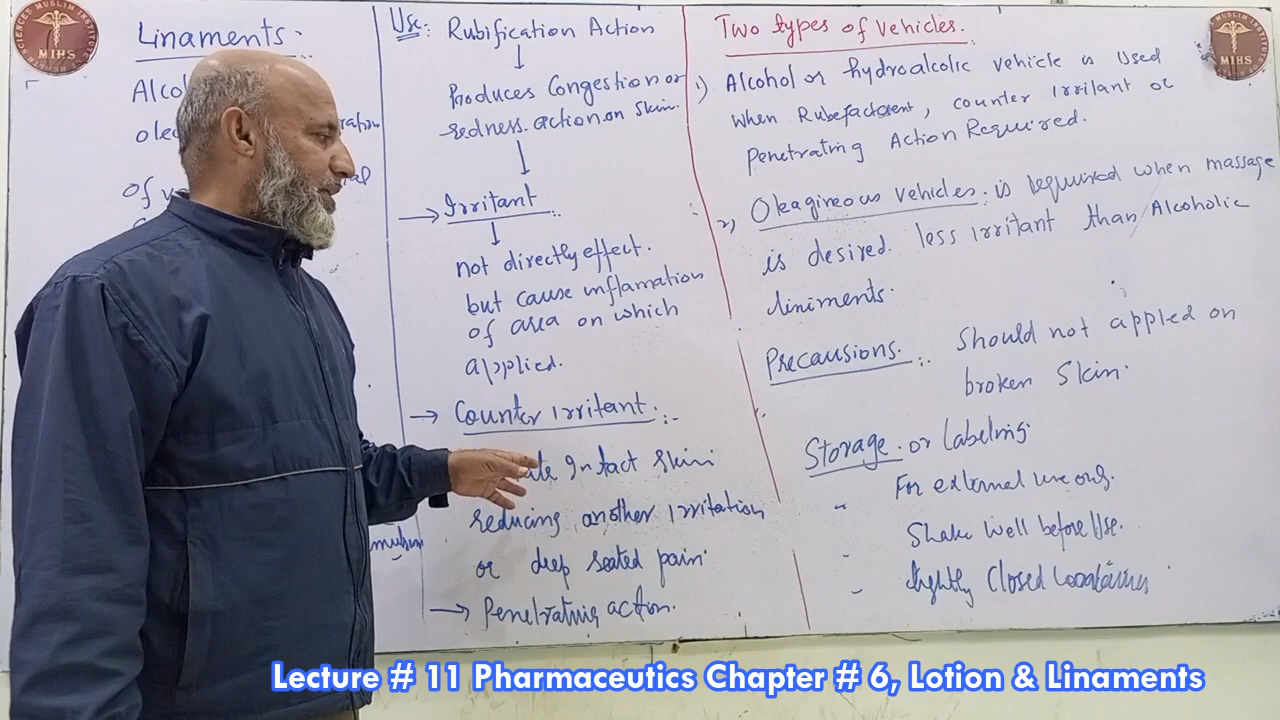 Linaments.
Alco
olea ration
of
Use: Rubification Action
Produces Congestion or
redness action on skin.
Irritant
not directly effect.
but cause inflamation
of area on which
applied.
Counter irritant.
Intact skin
reducing another irritation
or deep seated pain.
Penetrating action.
Two types of vehicles.
1) Alcohol or hydroalcolic vehicle is used
when Rubefacient, counter irritant or
penetrating Action Required.
2) Oleagineous vehicles. is required when massage
is desired. less irritant than Alcoholic
liniments.
Precausions. Should not appled on
broken Skin.
Storage. or labelling.
For external use only.
Shake well before Use.
tightly Closed
MIHS
MIHS
Lecture # 11 Pharmaceutics Chapter # 6, Lotion & Linaments